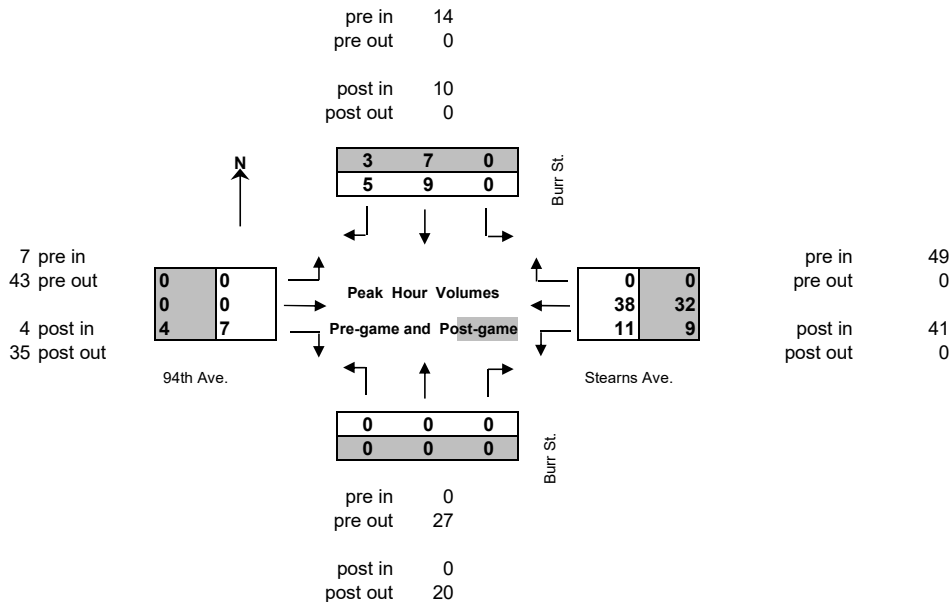 pre in 14
pre out 0
post in 10
post out 0
N
3 7 0
5 9 0
Burr St.
7 pre in
43 pre out
4 post in
35 post out
0 0
0 0
4 7
94th Ave.
Peak Hour Volumes
Pre-game and Post-game
0 0
38 32
11 9
Stearns Ave.
pre in 49
pre out 0
post in 41
post out 0
0 0 0
0 0 0
Burr St.
pre in 0
pre out 27
post in 0
post out 20